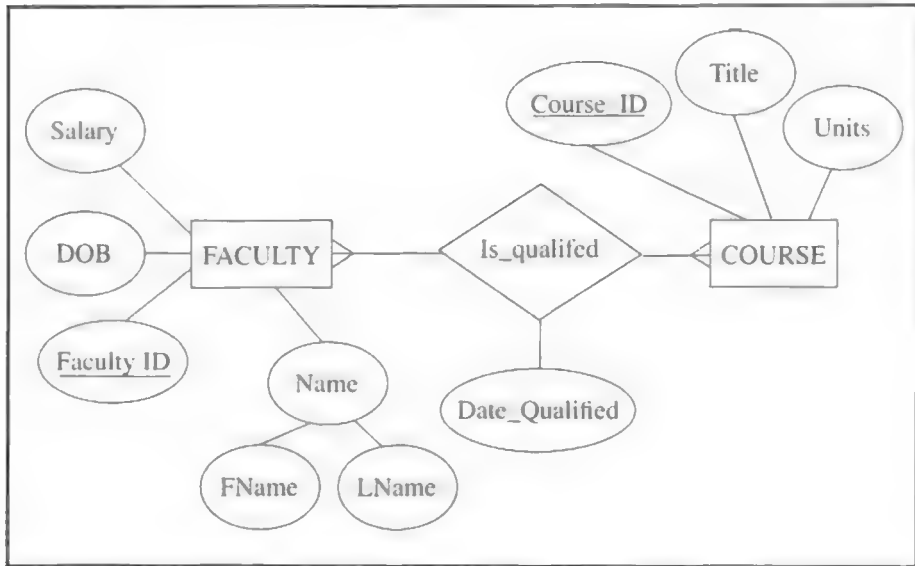 Title
Course_ID
Units
Salary
DOB
FACULTY
Is_qualifed
COURSE
Faculty ID
Name
Date_Qualified
FName
LName